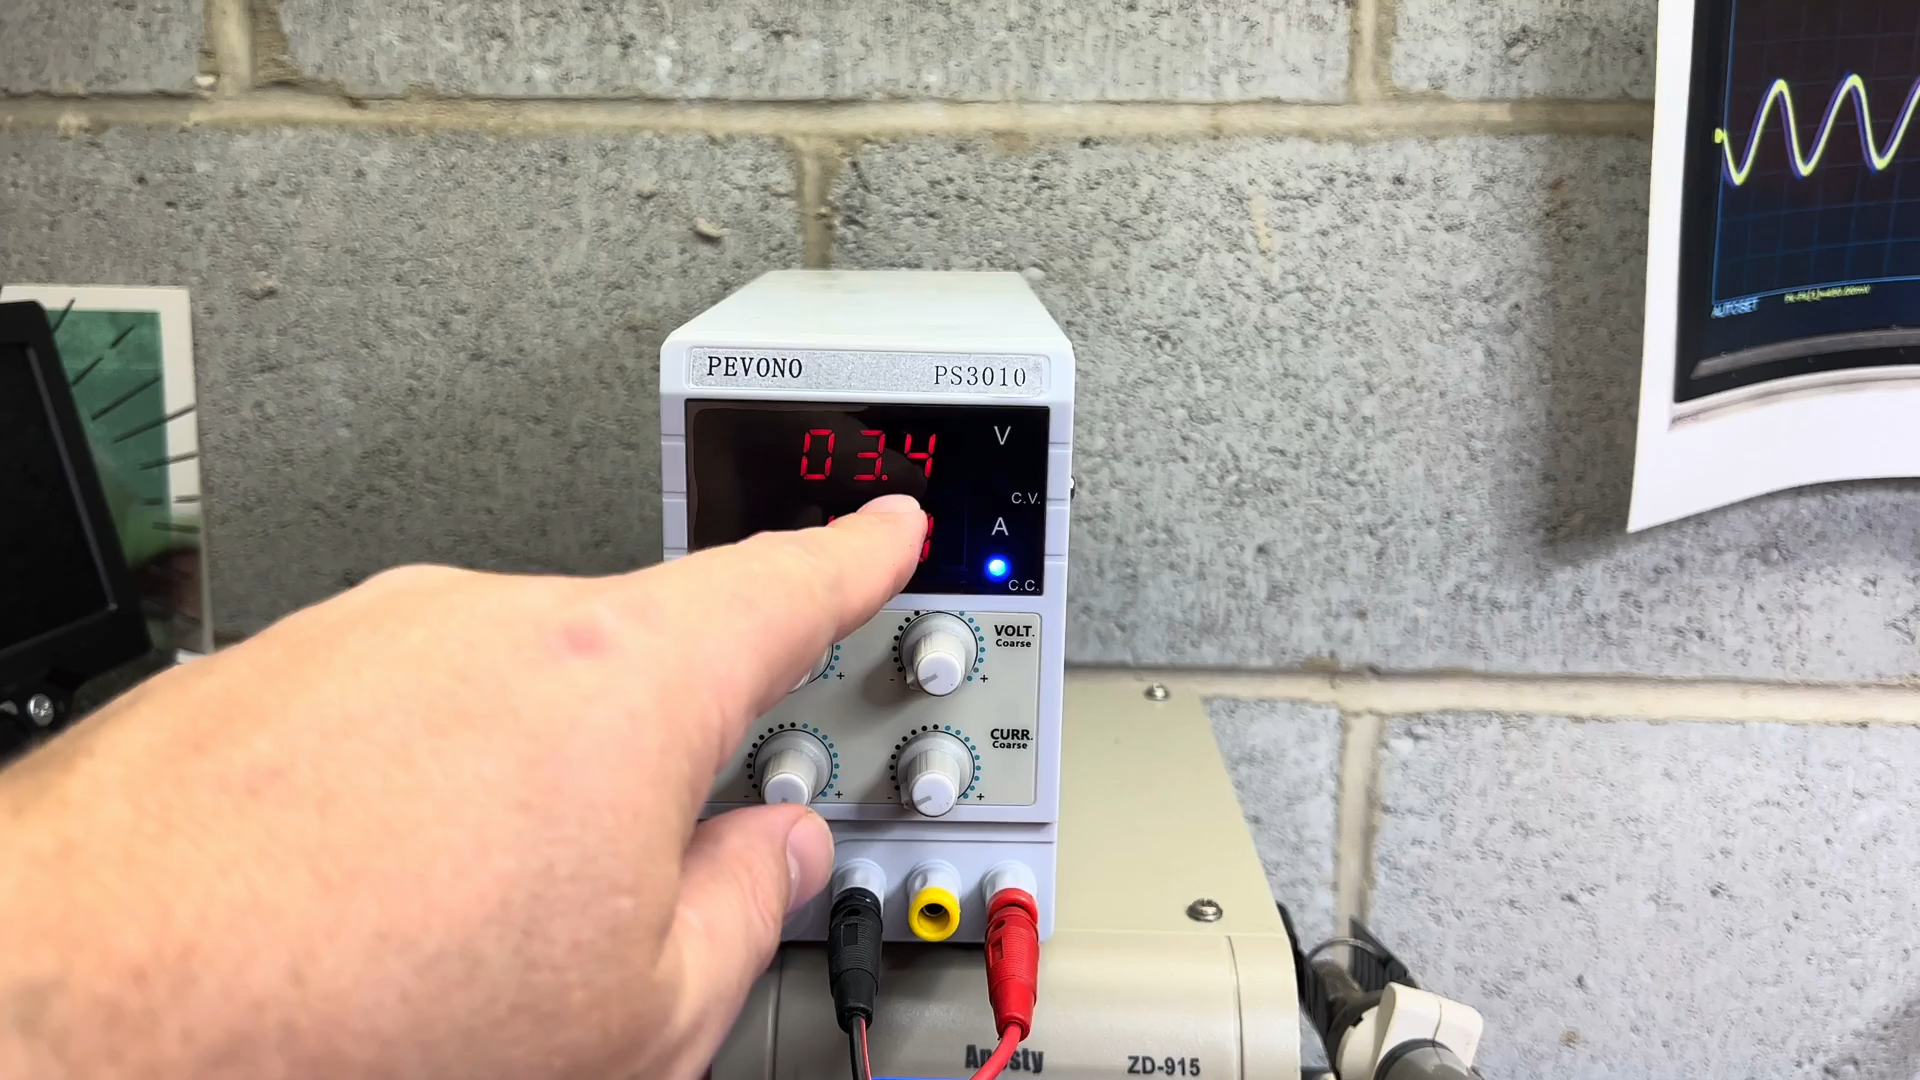 PEVONO PS3010
03.4 V
C.V.
A
C.C.
VOLT.
Coarse
- +
+
CURR.
Coarse
- +
- +
AUTOSET
ZD-915